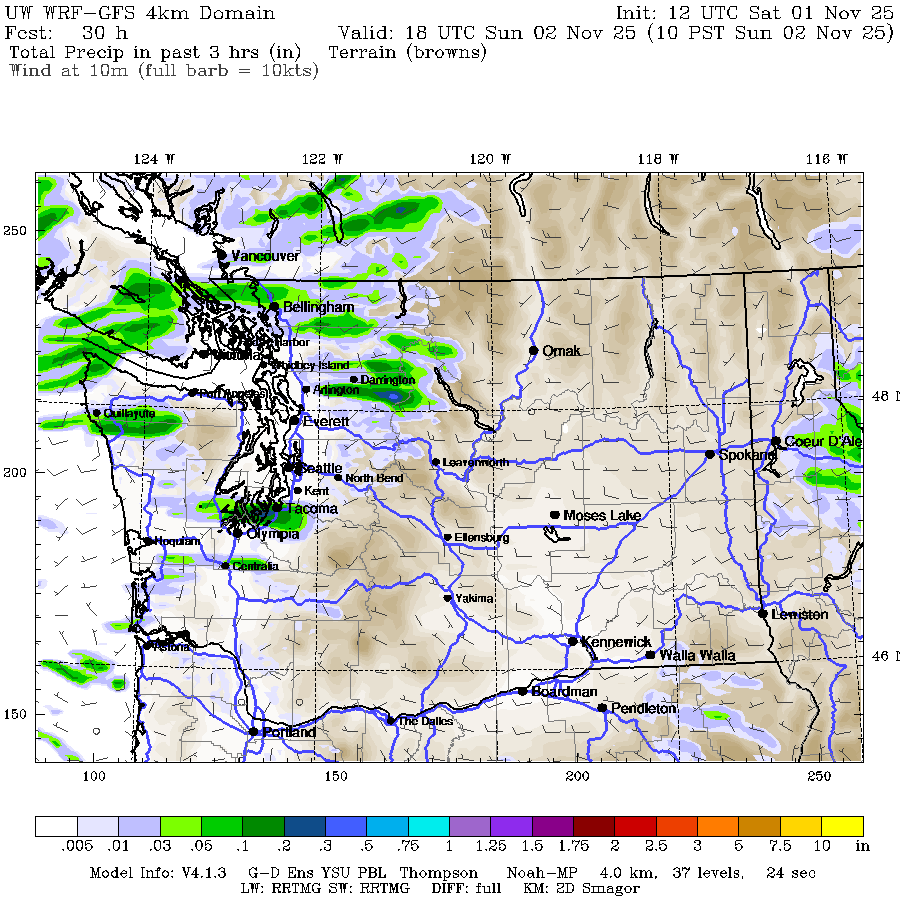 UW WRF-GFS 4km Domain Init: 12 UTC Sat 01 Nov 25
Fcst: 30 h Valid: 18 UTC Sun 02 Nov 25 (10 PST Sun 02 Nov 25)
Total Precip in past 3 hrs (in) Terrain (browns)
Wind at 10m (full barb = 10kts)
124 W 122 W 120 W 118 W 116 W
250
Vancouver
Bellingham
Harbor
Victoria
Whidbey Island
Omak
Darrington
Port Angeles
Arlington
48 N
Quillayute
Everett
Coeur D'Ale
Spokane
Leavenworth
200
Seattle
North Bend
Kent
Tacoma
Moses Lake
Olympia
Hoquiam
Ellensburg
Centralia
Yakima
Lewiston
Astoria
Kennewick
Walla Walla
46 N
Boardman
Pendleton
150
The Dalles
Portland
100 150 200 250
.005 .01 .03 .05 .1 .2 .3 .5 .75 1 1.25 1.5 1.75 2 2.5 3 5 7.5 10 in
Model Info: V4.1.3 G-D Ens YSU PBL Thompson Noah-MP 4.0 km, 37 levels, 24 sec
LW: RRTMG SW: RRTMG DIFF: full KM: 2D Smagor